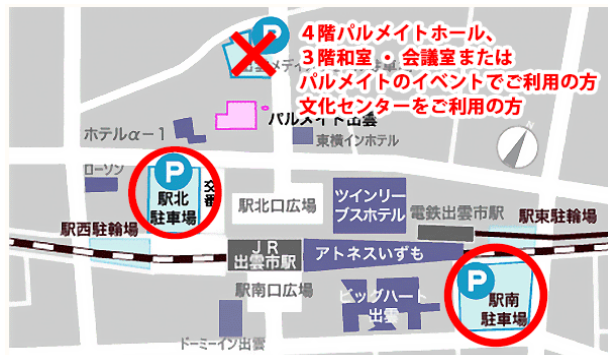 P
4階パルメイトホール、
3階和室・会議室または
パルメイトのイベントでご利用の方
文化センターをご利用の方
出雲メディ
パルメイト出雲
ホテルα－1
東横インホテル
N
ローソン
P
駅北
駐車場
交番
駅北口広場
ツインリー
ブスホテル
電鉄出雲市駅
駅東駐輪場
駅西駐輪場
JR
出雲市駅
アトネスいずも
駅南口広場
ビッグハート
出雲
P
駅南
駐車場
ドーミーイン出雲